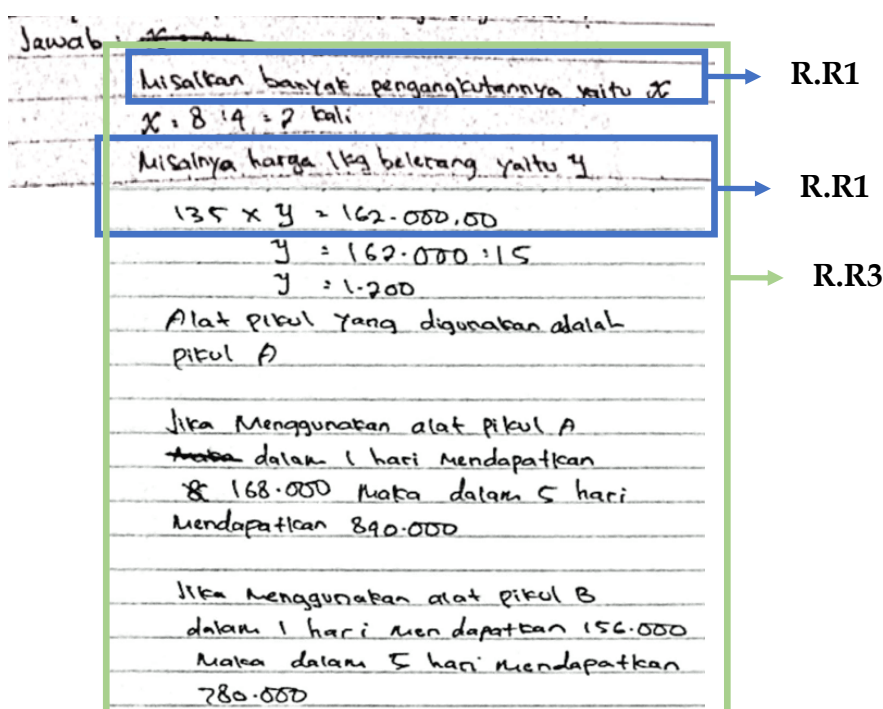 Jawab :
Misalkan banyak pengangkutannya yaitu x
R.R1
x = 8 : 4 = 2 kali
Misalnya harga 1kg belerang yaitu y
R.R1
135 x y = 162.000,00
y = 162.000 : 15
R.R3
y = 1.200
Alat pikul yang digunakan adalah
pikul A
Jika Menggunakan alat pikul A
dalam 1 hari mendapatkan
168.000 Maka dalam 5 hari
Mendapatkan 840.000
Jika Menggunakan alat pikul B
dalam 1 hari mendapatkan 156.000
Maka dalam 5 hari mendapatkan
780.000